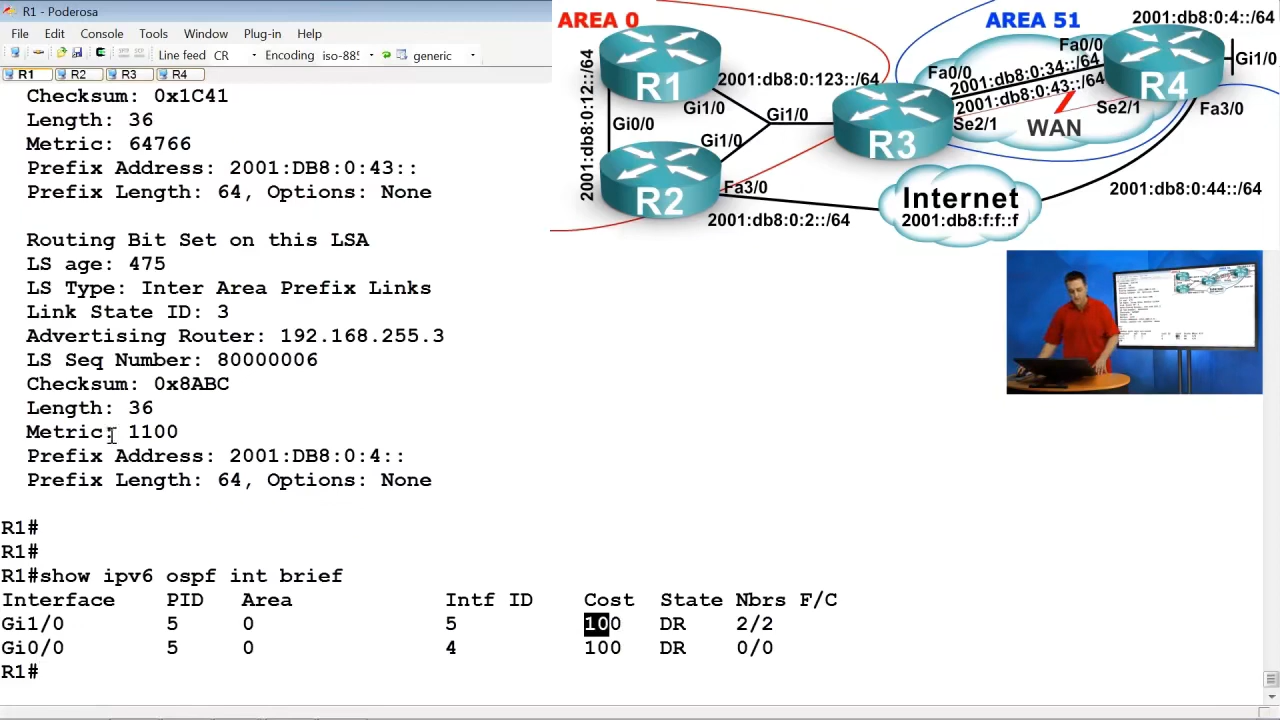 R1 - Poderosa
File Edit Console Tools Window Plug-in Help
Line feed CR Encoding iso-885 generic
R1 R2 R3 R4
Checksum: 0x1C41
Length: 36
Metric: 64766
Prefix Address: 2001:DB8:0:43::
Prefix Length: 64, Options: None
Routing Bit Set on this LSA
LS age: 475
LS Type: Inter Area Prefix Links
Link State ID: 3
Advertising Router: 192.168.255.3
LS Seq Number: 80000006
Checksum: 0x8ABC
Length: 36
Metric: 1100
Prefix Address: 2001:DB8:0:4::
Prefix Length: 64, Options: None
R1#
R1#
R1#show ipv6 ospf int brief
Interface PID Area Intf ID Cost State Nbrs F/C
Gi1/0 5 0 5 100 DR 2/2
Gi0/0 5 0 4 100 DR 0/0
R1#
AREA 0
AREA 51
2001:db8:0:4::/64
R1
2001:db8:0:12::/64
Gi0/0
Gi1/0
2001:db8:0:123::/64
Gi1/0
Gi1/0
R2
Fa3/0
2001:db8:0:2::/64
R3
Fa0/0
Se2/1
2001:db8:0:34::/64
2001:db8:0:43::/64
WAN
Fa0/0
Se2/1
R4
Gi1/0
Fa3/0
2001:db8:0:44::/64
Internet
2001:db8:f:f::f